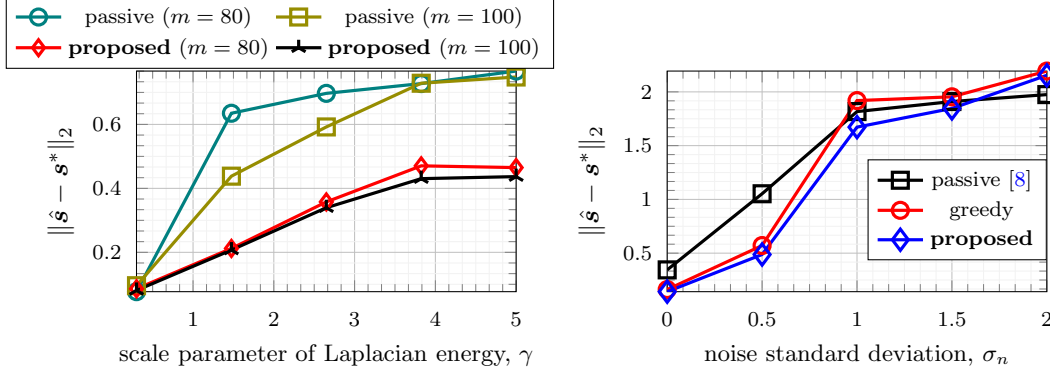 passive (m = 80) passive (m = 100)
proposed (m = 80) proposed (m = 100)
0.6
0.4
0.2
‖ŝ − s*‖₂
1 2 3 4 5
scale parameter of Laplacian energy, γ
2
1.5
1
0.5
‖ŝ − s*‖₂
passive [8]
greedy
proposed
0 0.5 1 1.5 2
noise standard deviation, σₙ